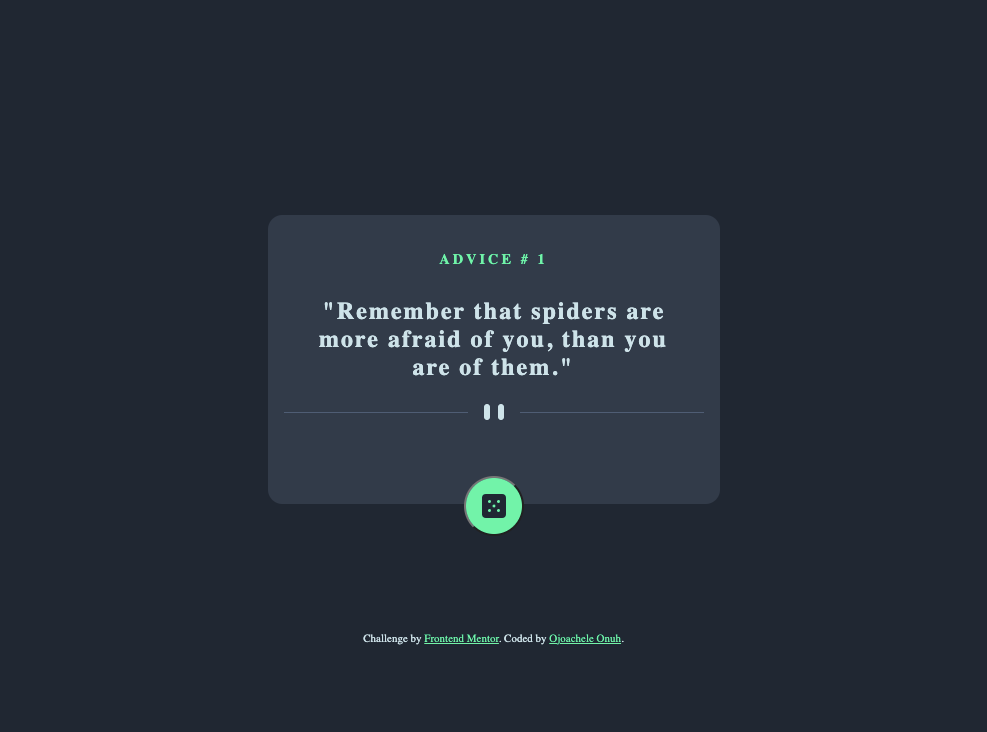 ADVICE # 1
"Remember that spiders are
more afraid of you, than you
are of them."
Challenge by Frontend Mentor. Coded by Ojoachele Onuh.